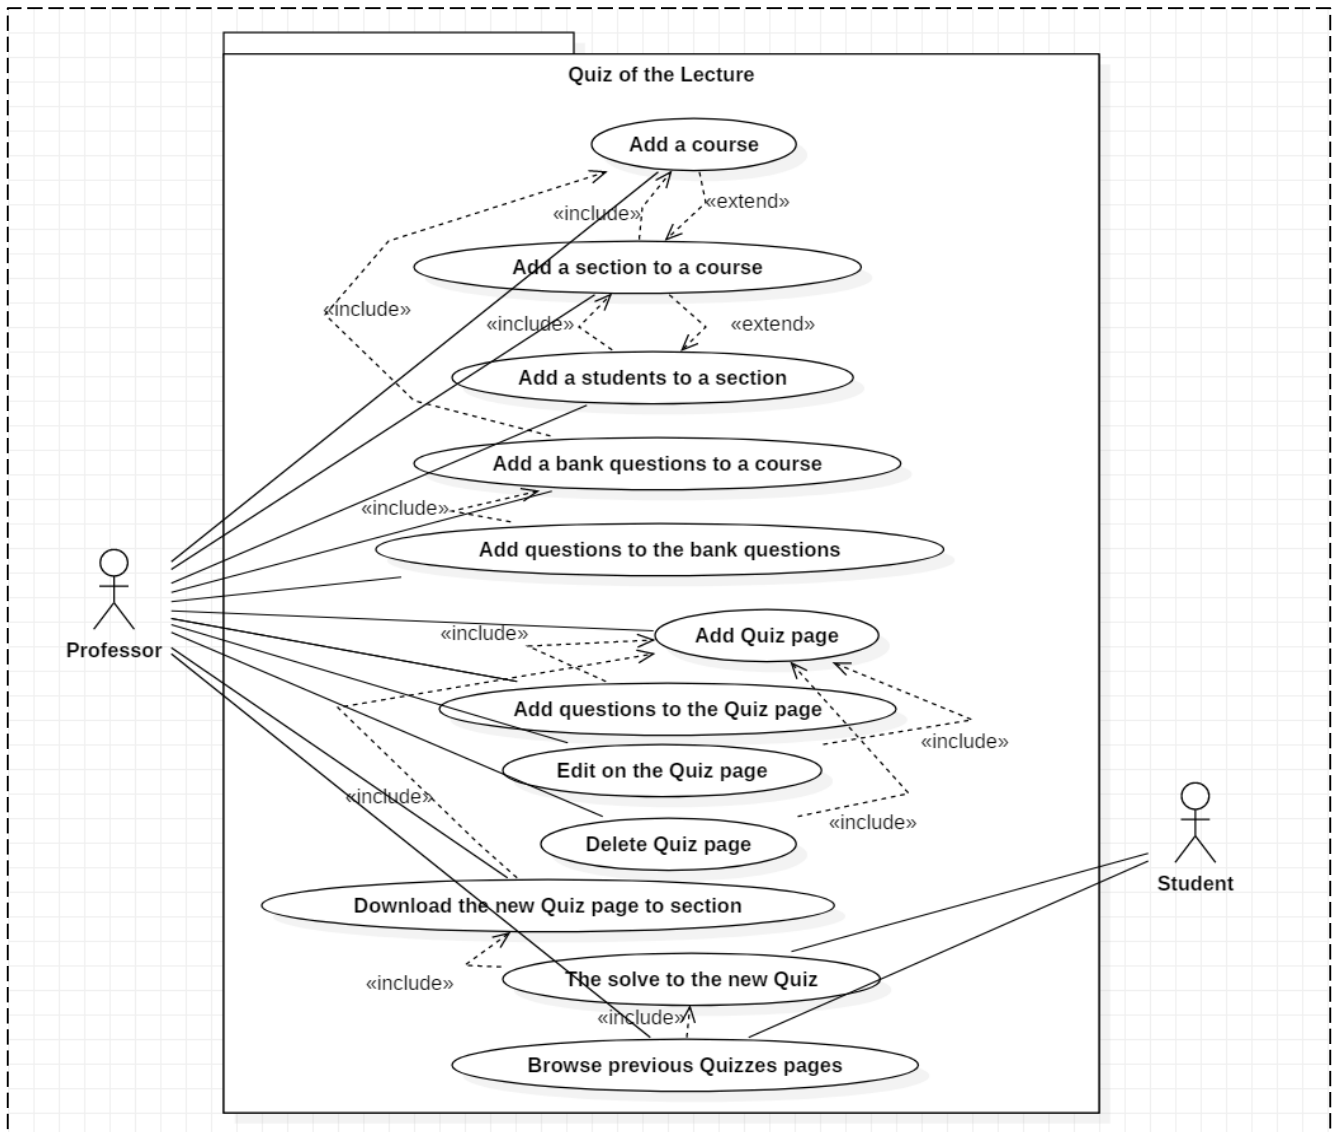 Quiz of the Lecture
Add a course
«include»
«extend»
Add a section to a course
«include»
«include»
«extend»
Add a students to a section
Add a bank questions to a course
«include»
Add questions to the bank questions
«include»
Add Quiz page
Professor
Add questions to the Quiz page
«include»
Edit on the Quiz page
«include»
«include»
Delete Quiz page
Student
Download the new Quiz page to section
«include»
The solve to the new Quiz
«include»
Browse previous Quizzes pages